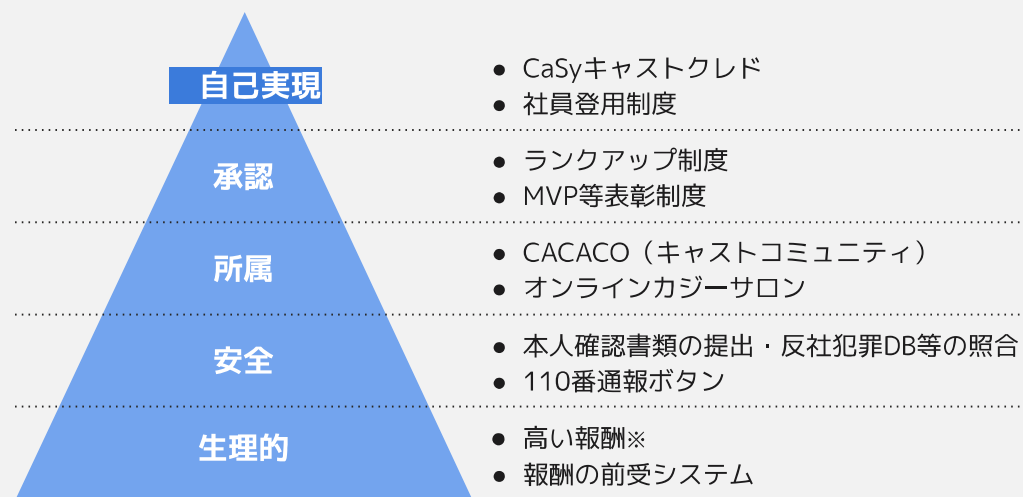 自己実現
● CaSyキャストクレド
● 社員登用制度
承認
● ランクアップ制度
● MVP等表彰制度
所属
● CACACO（キャストコミュニティ）
● オンラインカジーサロン
安全
● 本人確認書類の提出・反社犯罪DB等の照合
● 110番通報ボタン
生理的
● 高い報酬※
● 報酬の前受システム